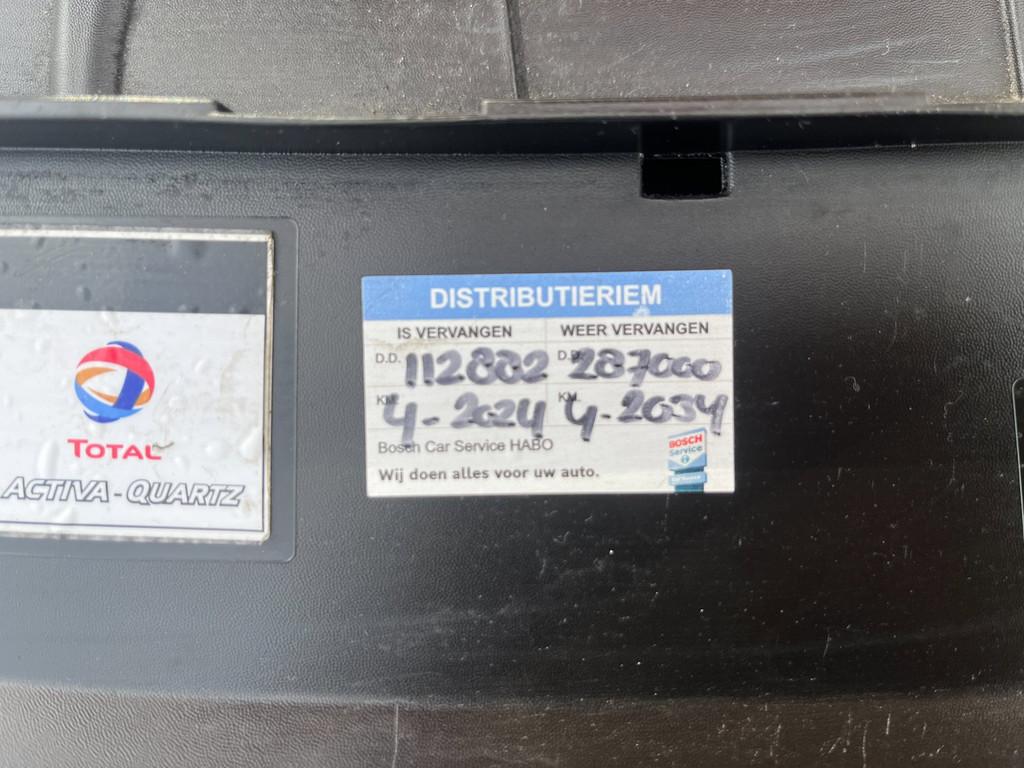 TOTAL
ACTIVA-QUARTZ
DISTRIBUTIERIEM
IS VERVANGEN WEER VERVANGEN
D.D. 112882 D.D. 287000
KM. 4-2024 KM. 4-2034
Bosch Car Service HABO
Wij doen alles voor uw auto.
BOSCH
Service